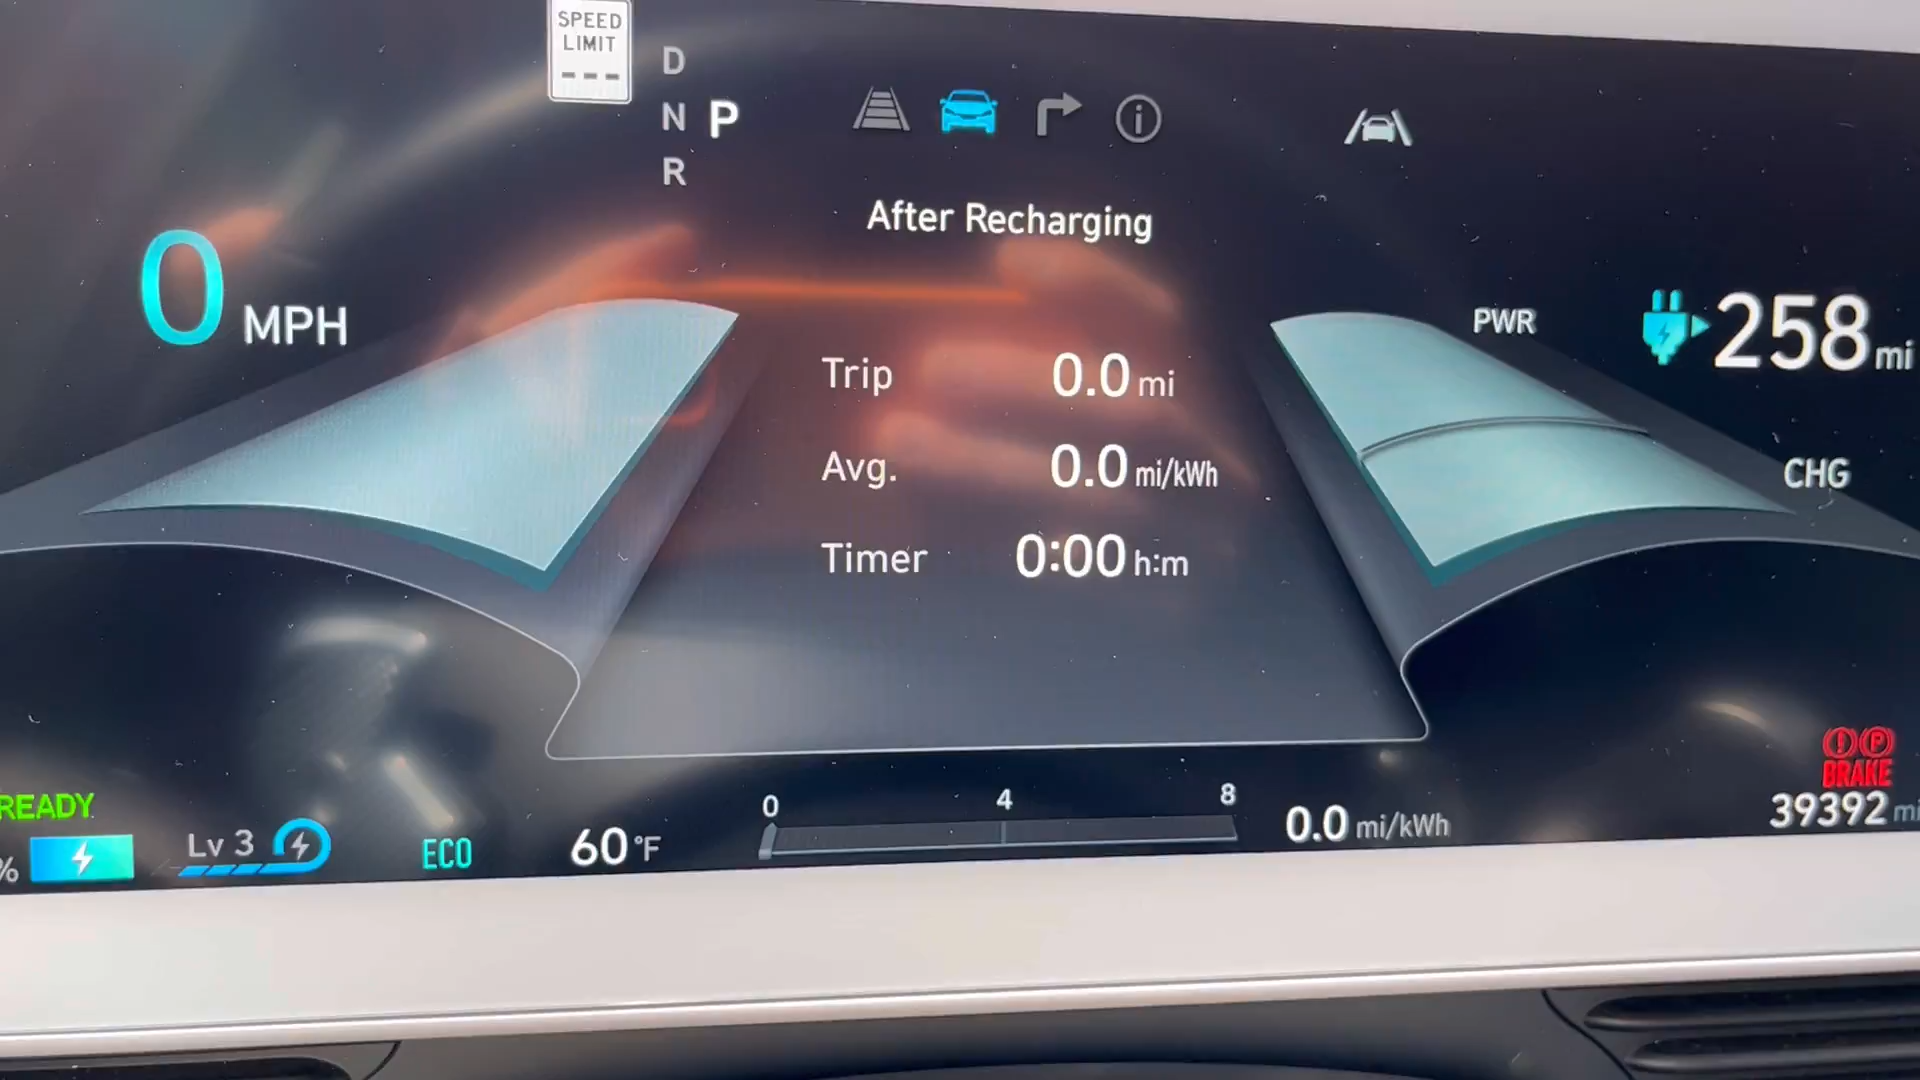 SPEED
LIMIT
---
D
N P
R
After Recharging
0 MPH
PWR
258 mi
Trip 0.0 mi
Avg. 0.0 mi/kWh
CHG
Timer 0:00 h:m
BRAKE
READY
0 4 8
39392 mi
% Lv 3
ECO
60°F
0.0 mi/kWh